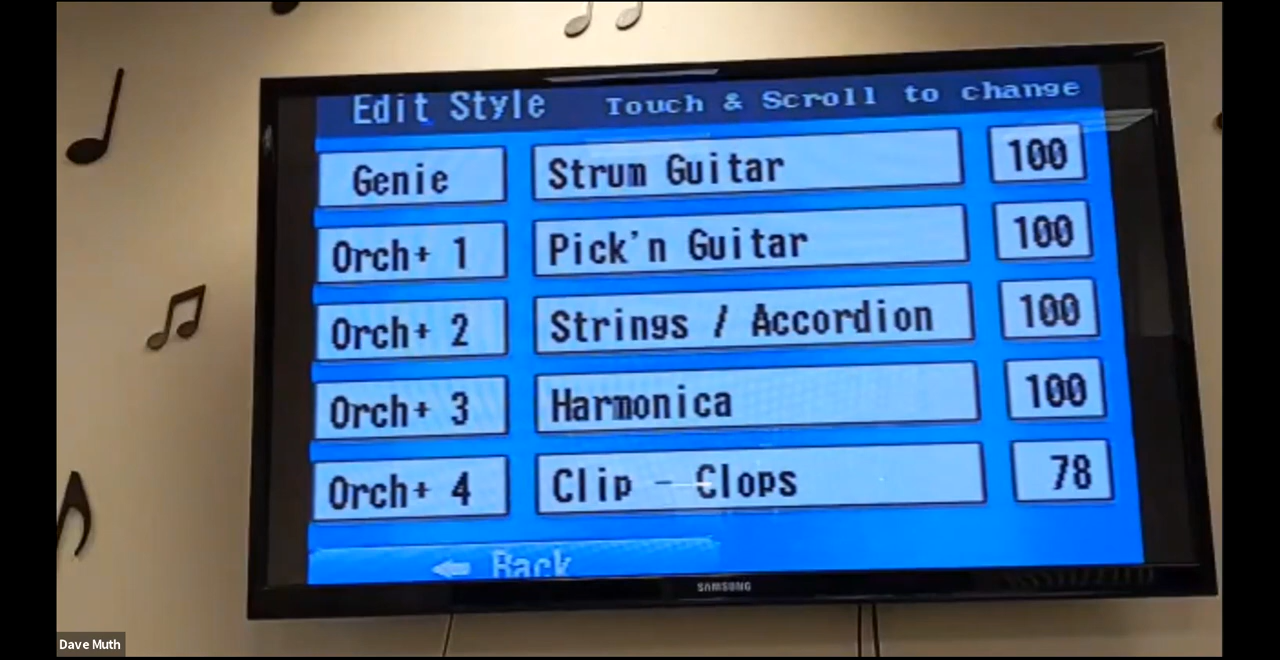 Edit Style Touch & Scroll to change
Genie Strum Guitar 100
Orch+ 1 Pick'n Guitar 100
Orch+ 2 Strings / Accordion 100
Orch+ 3 Harmonica 100
Orch+ 4 Clip - Clops 78
Back
SAMSUNG
Dave Muth